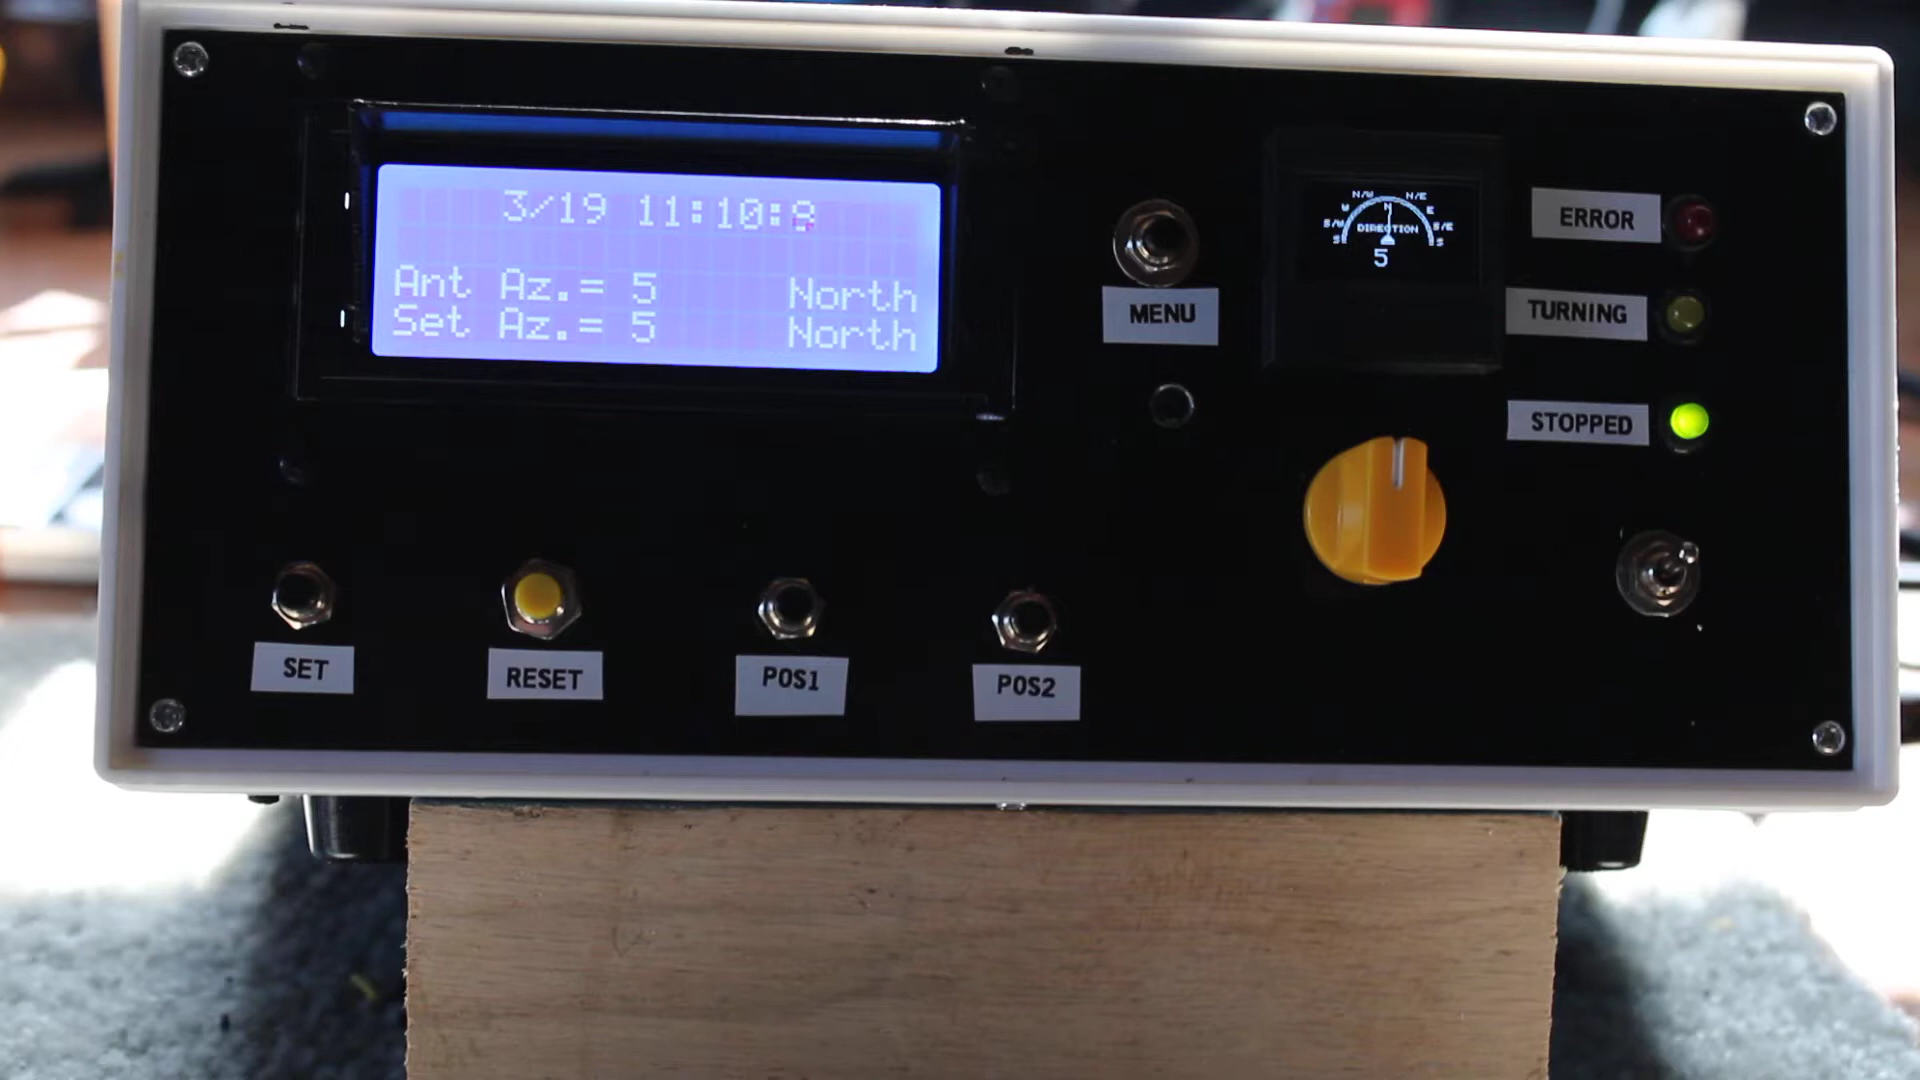 3/19 11:10:9
Ant Az.= 5 North
Set Az.= 5 North
MENU
N/W N/E
W N E
S/W DIRECTION S/E
S S
5
ERROR
TURNING
STOPPED
SET
RESET
POS1
POS2